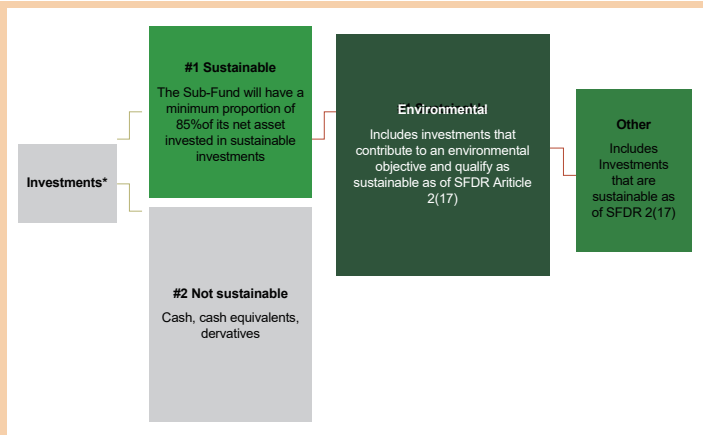 Investments*
#1 Sustainable
The Sub-Fund will have a
minimum proportion of
85%of its net asset
invested in sustainable
investments
#2 Not sustainable
Cash, cash equivalents,
dervatives
Environmental
Includes investments that
contribute to an environmental
objective and qualify as
sustainable as of SFDR Ariticle
2(17)
Other
Includes
Investments
that are
sustainable as
of SFDR 2(17)